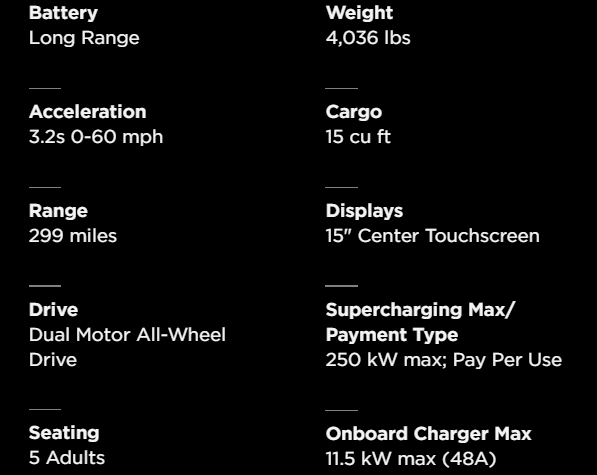 Battery
Long Range
Weight
4,036 lbs
Acceleration
3.2s 0-60 mph
Cargo
15 cu ft
Range
299 miles
Displays
15" Center Touchscreen
Drive
Dual Motor All-Wheel
Drive
Supercharging Max/
Payment Type
250 kW max; Pay Per Use
Seating
5 Adults
Onboard Charger Max
11.5 kW max (48A)